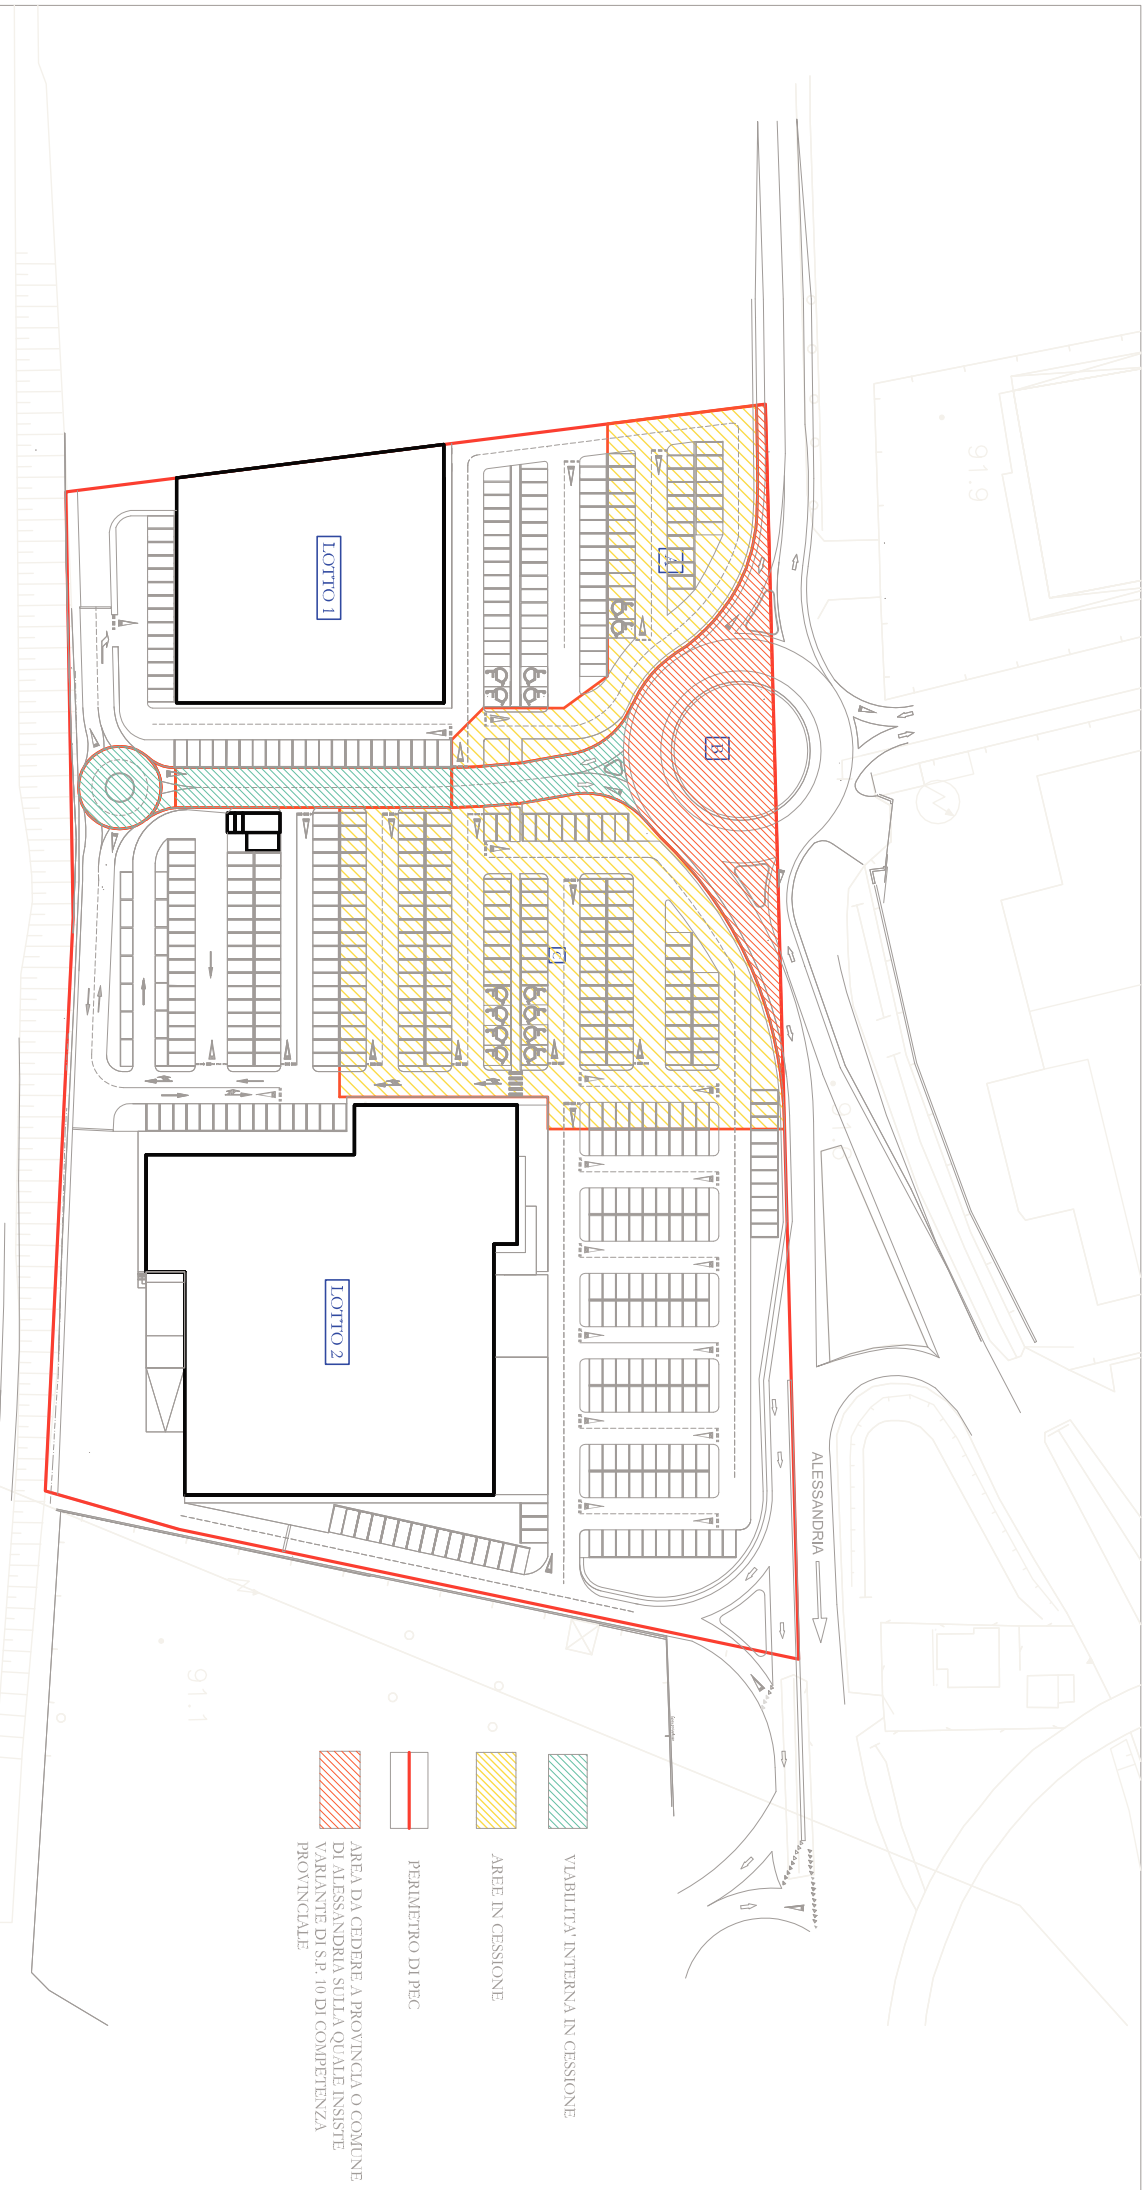 91.9
A
LOTTO 1
B
C
LOTTO 2
ALESSANDRIA
91.1
VIABILITA' INTERNA IN CESSIONE
AREE IN CESSIONE
PERIMETRO DI PEC
AREA DA CEDERE A PROVINCIA O COMUNE
DI ALESSANDRIA SULLA QUALE INSISTE
VARIANTE DI S.P. 10 DI COMPETENZA
PROVINCIALE